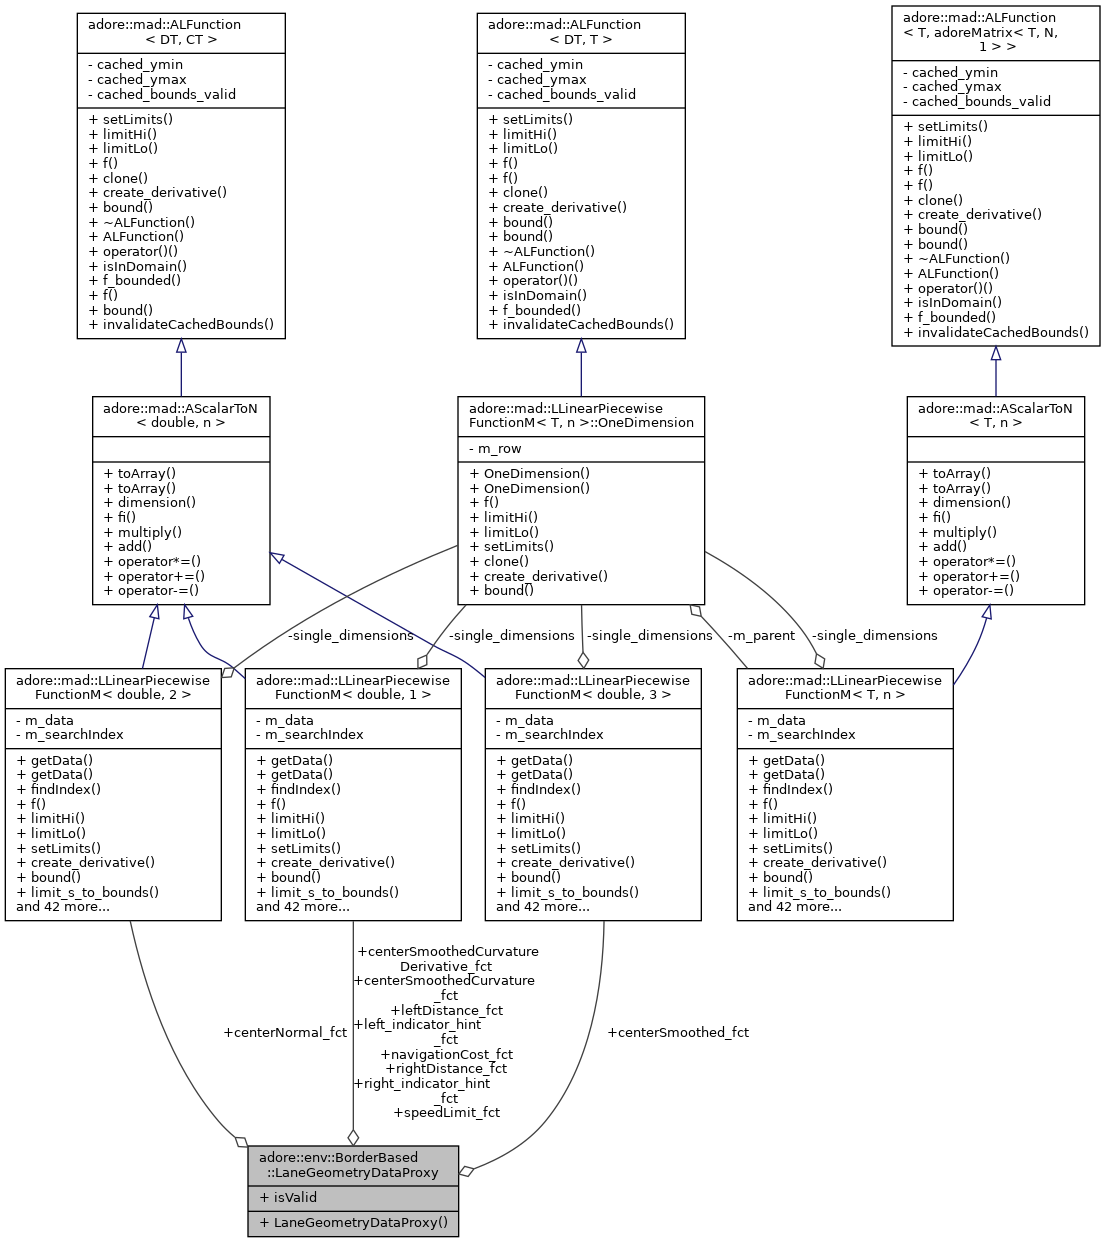 adore::mad::ALFunction
< DT, CT >
- cached_ymin
- cached_ymax
- cached_bounds_valid
+ setLimits()
+ limitHi()
+ limitLo()
+ f()
+ clone()
+ create_derivative()
+ bound()
+ ~ALFunction()
+ ALFunction()
+ operator()()
+ isInDomain()
+ f_bounded()
+ f()
+ bound()
+ invalidateCachedBounds()
adore::mad::ALFunction
< DT, T >
- cached_ymin
- cached_ymax
- cached_bounds_valid
+ setLimits()
+ limitHi()
+ limitLo()
+ f()
+ f()
+ clone()
+ create_derivative()
+ bound()
+ bound()
+ ~ALFunction()
+ ALFunction()
+ operator()()
+ isInDomain()
+ f_bounded()
+ invalidateCachedBounds()
adore::mad::ALFunction
< T, adoreMatrix< T, N,
1 > >
- cached_ymin
- cached_ymax
- cached_bounds_valid
+ setLimits()
+ limitHi()
+ limitLo()
+ f()
+ f()
+ clone()
+ create_derivative()
+ bound()
+ bound()
+ ~ALFunction()
+ ALFunction()
+ operator()()
+ isInDomain()
+ f_bounded()
+ invalidateCachedBounds()
adore::mad::AScalarToN
< double, n >
+ toArray()
+ toArray()
+ dimension()
+ fi()
+ multiply()
+ add()
+ operator*=()
+ operator+=()
+ operator-=()
adore::mad::LLinearPiecewise
FunctionM< T, n >::OneDimension
- m_row
+ OneDimension()
+ OneDimension()
+ f()
+ limitHi()
+ limitLo()
+ setLimits()
+ clone()
+ create_derivative()
+ bound()
adore::mad::AScalarToN
< T, n >
+ toArray()
+ toArray()
+ dimension()
+ fi()
+ multiply()
+ add()
+ operator*=()
+ operator+=()
+ operator-=()
-single_dimensions
-single_dimensions
-single_dimensions
-m_parent
-single_dimensions
adore::mad::LLinearPiecewise
FunctionM< double, 2 >
- m_data
- m_searchIndex
+ getData()
+ getData()
+ findIndex()
+ f()
+ limitHi()
+ limitLo()
+ setLimits()
+ create_derivative()
+ bound()
+ limit_s_to_bounds()
and 42 more...
adore::mad::LLinearPiecewise
FunctionM< double, 1 >
- m_data
- m_searchIndex
+ getData()
+ getData()
+ findIndex()
+ f()
+ limitHi()
+ limitLo()
+ setLimits()
+ create_derivative()
+ bound()
+ limit_s_to_bounds()
and 42 more...
adore::mad::LLinearPiecewise
FunctionM< double, 3 >
- m_data
- m_searchIndex
+ getData()
+ getData()
+ findIndex()
+ f()
+ limitHi()
+ limitLo()
+ setLimits()
+ create_derivative()
+ bound()
+ limit_s_to_bounds()
and 42 more...
adore::mad::LLinearPiecewise
FunctionM< T, n >
- m_data
- m_searchIndex
+ getData()
+ getData()
+ findIndex()
+ f()
+ limitHi()
+ limitLo()
+ setLimits()
+ create_derivative()
+ bound()
+ limit_s_to_bounds()
and 42 more...
+centerNormal_fct
+centerSmoothedCurvature
Derivative_fct
+centerSmoothedCurvature
_fct
+leftDistance_fct
+left_indicator_hint
_fct
+navigationCost_fct
+rightDistance_fct
+right_indicator_hint
_fct
+speedLimit_fct
+centerSmoothed_fct
adore::env::BorderBased
::LaneGeometryDataProxy
+ isValid
+ LaneGeometryDataProxy()